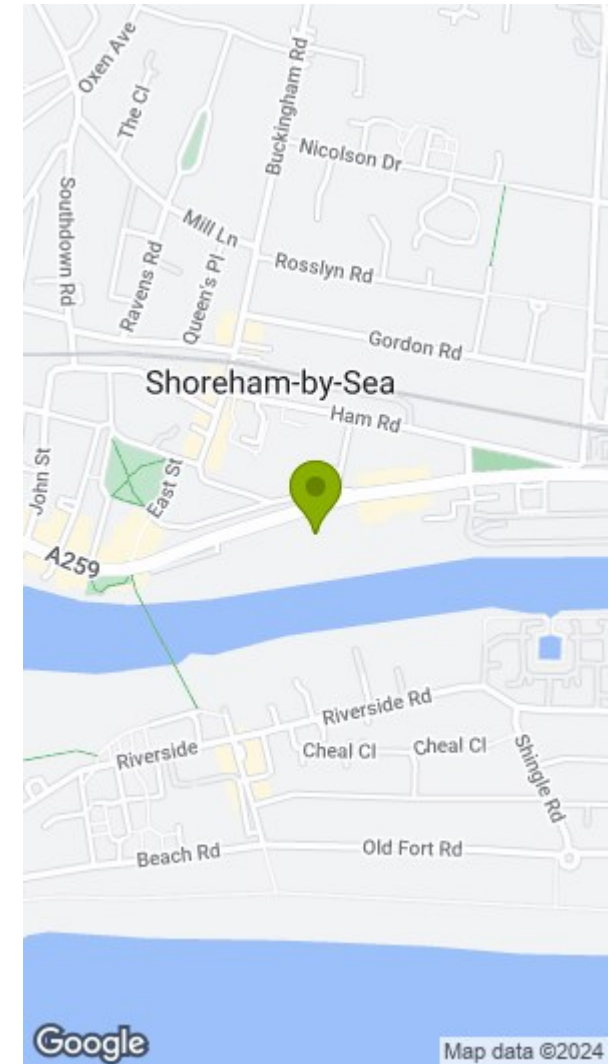 Oxen Ave
The Cl
Buckingham Rd
Nicolson Dr
Southdown Rd
Mill Ln
Ravens Rd
Queen's Pl
Rosslyn Rd
Gordon Rd
Shoreham-by-Sea
Ham Rd
John St
East St
A259
Riverside Rd
Riverside
Cheal Cl
Cheal Cl
Shingle Rd
Beach Rd
Old Fort Rd
Google
Map data ©2024